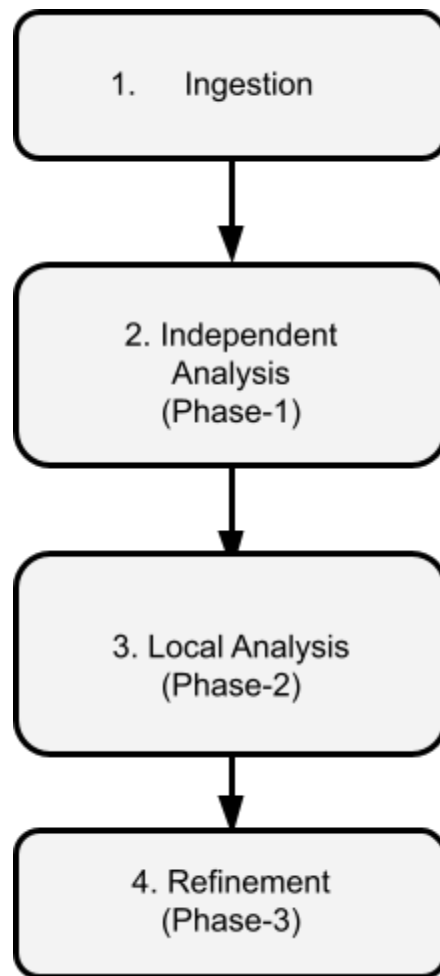 1. Ingestion
2. Independent
Analysis
(Phase-1)
3. Local Analysis
(Phase-2)
4. Refinement
(Phase-3)